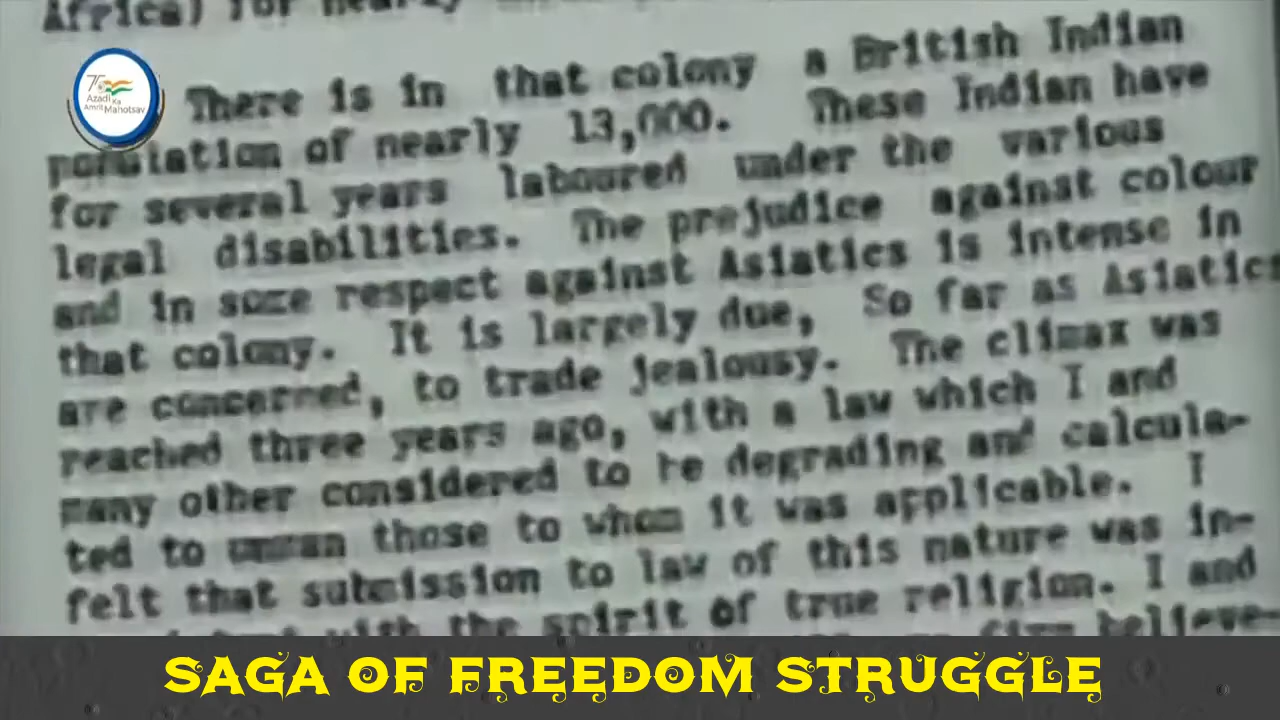 Africa) for nearly
75
Azadi Ka
Amrit Mahotsav
There is in that colony a British Indian
population of nearly 13,000. These Indian have
for several years laboured under the various
legal disabilities. The prejudice against colour
and in some respect against Asiatics is intense in
that colony. It is largely due, So far as Asiatics
are concerned, to trade jealousy. The climax was
reached three years ago, with a law which I and
many other considered to be degrading and calcula-
ted to unman those to whom it was applicable. I
felt that submission to law of this nature was in-
with the spirit of true religion. I and
believe-
SAGA OF FREEDOM STRUGGLE